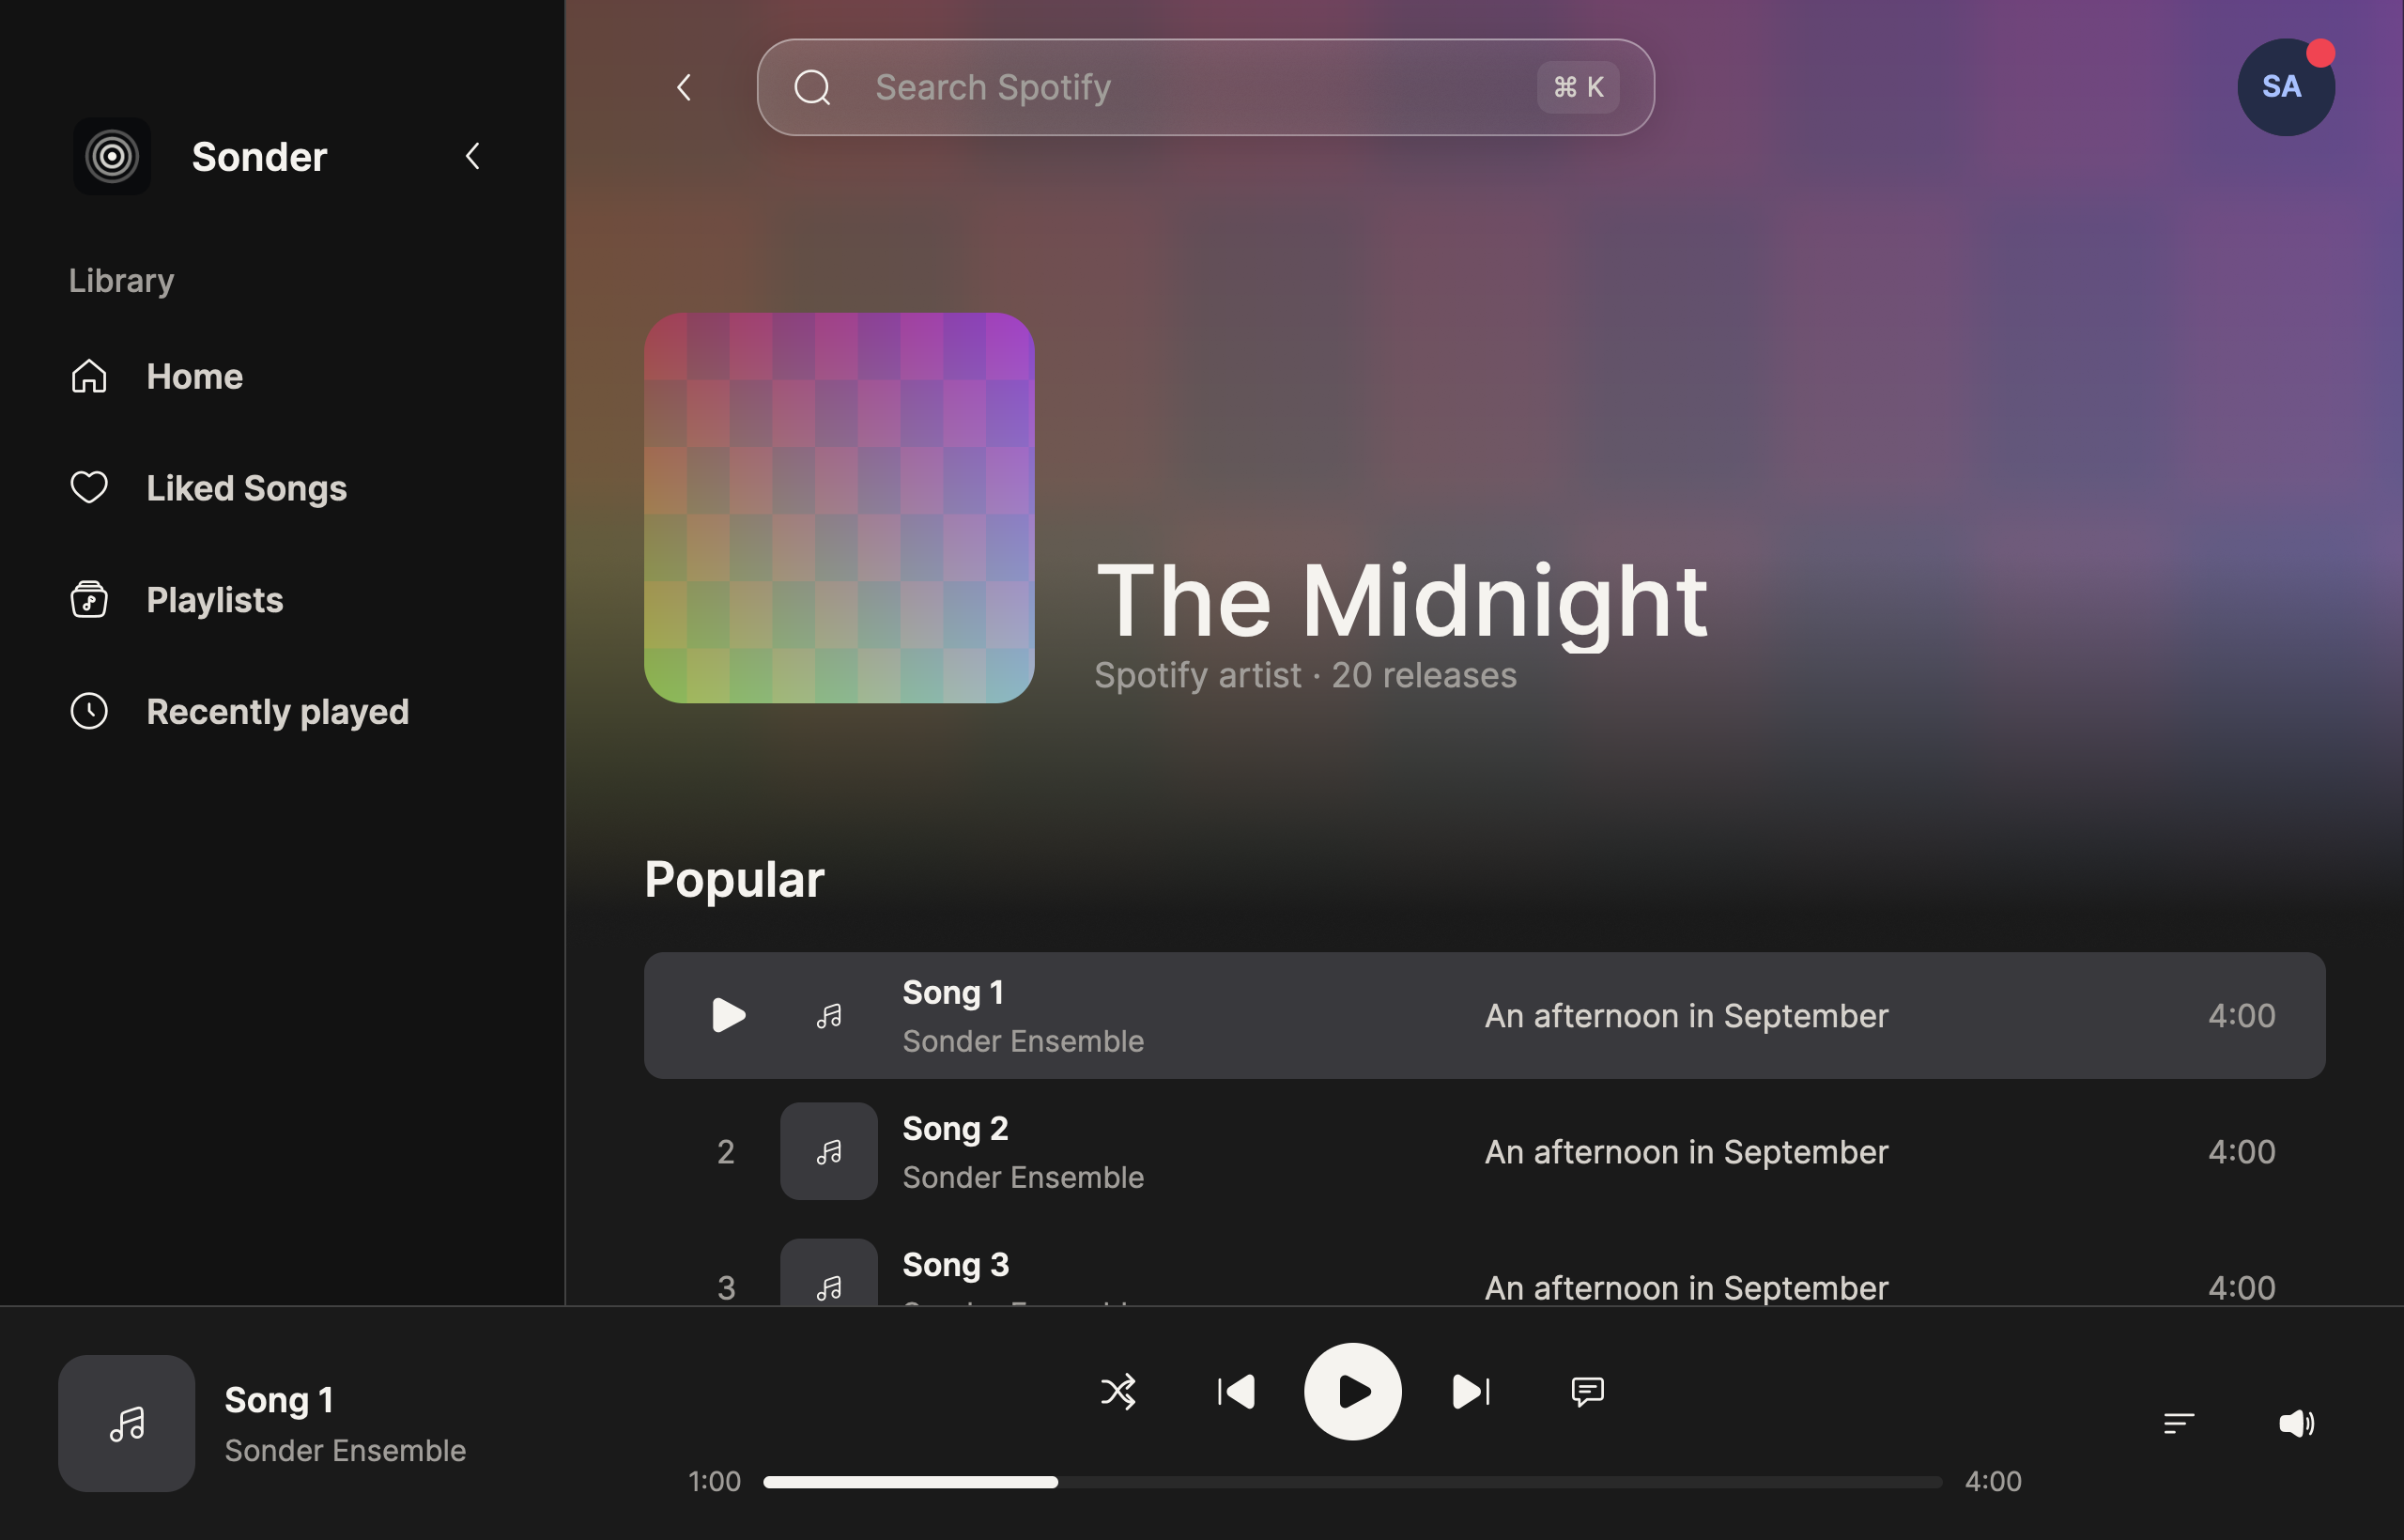 Sonder
Library
Home
Liked Songs
Playlists
Recently played
Search Spotify
⌘ K
SA
The Midnight
Spotify artist · 20 releases
Popular
Song 1
Sonder Ensemble
An afternoon in September
4:00
2
Song 2
Sonder Ensemble
An afternoon in September
4:00
3
Song 3
An afternoon in September
4:00
Song 1
Sonder Ensemble
1:00
4:00